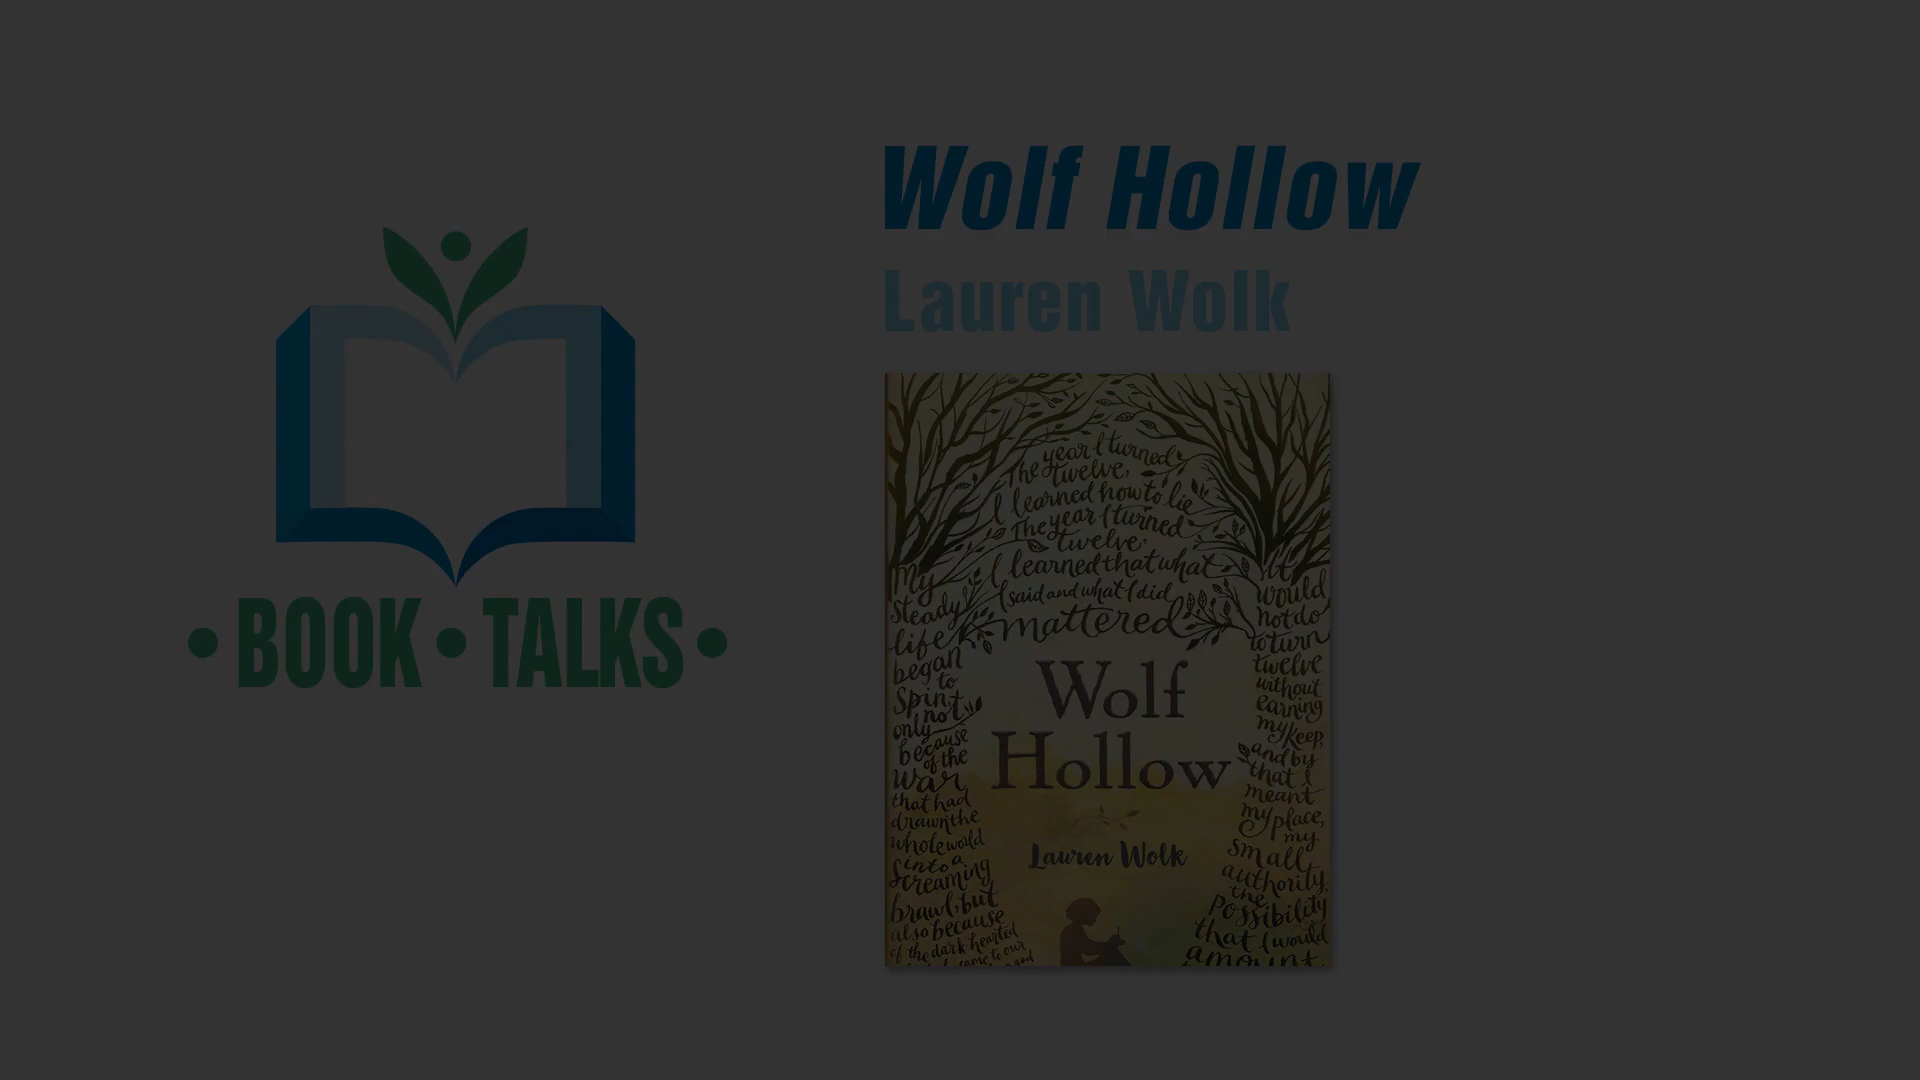 Wolf Hollow
Lauren Wolk
• BOOK • TALKS •
The year I turned
twelve,
I learned how to lie
The year I turned
twelve,
I learned that what
I said and what I did
mattered
My
steady
life
began
to
spin,
not
only
because
of the
war
that had
drawn the
whole world
into a
screaming
brawl, but
also because
of the dark hearted
Wolf
Hollow
Lauren Wolk
it
would
not do
to turn
twelve
without
earning
my keep,
and by
that I
meant
my place,
my
small
authority,
the
possibility
that I would
amount